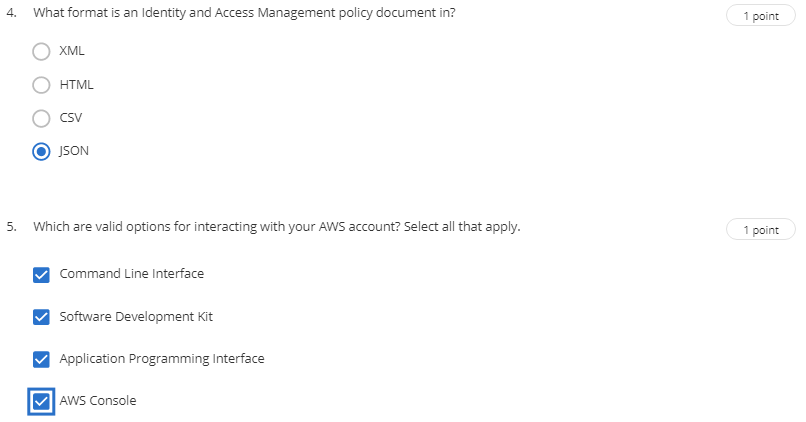 4. What format is an Identity and Access Management policy document in?
1 point
XML
HTML
CSV
JSON
5. Which are valid options for interacting with your AWS account? Select all that apply.
1 point
Command Line Interface
Software Development Kit
Application Programming Interface
AWS Console